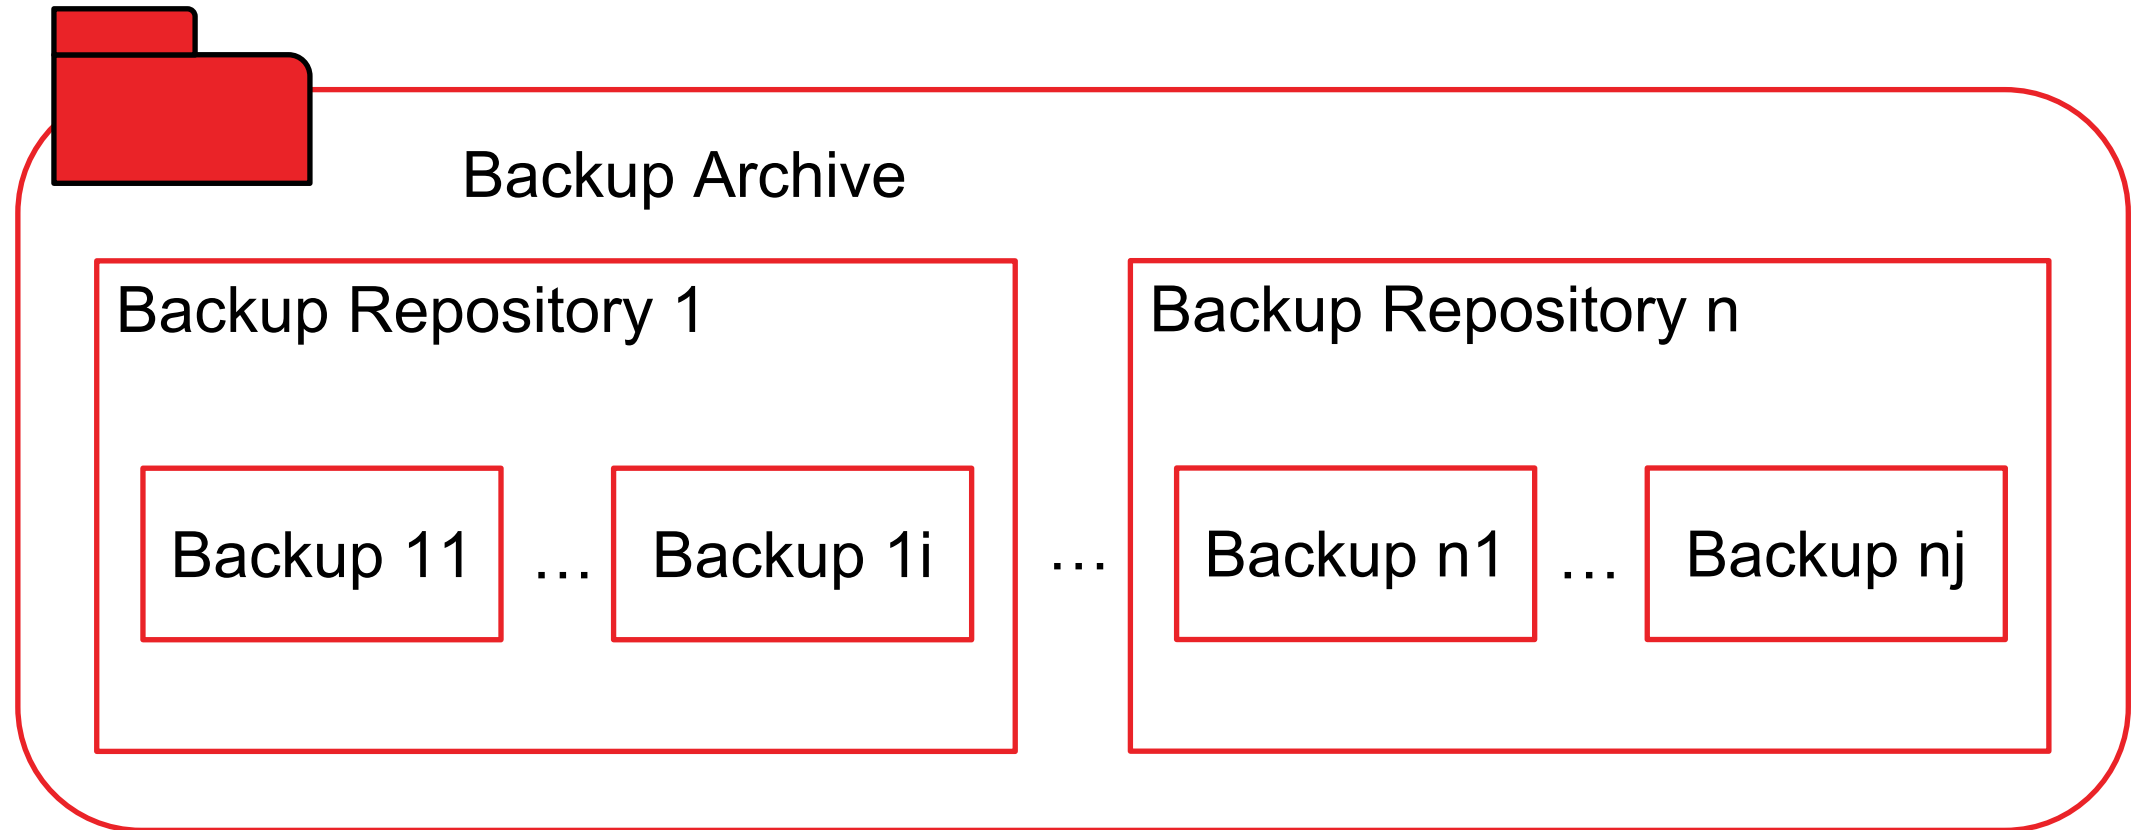 Backup Archive
Backup Repository 1
Backup Repository n
Backup 11
…
Backup 1i
…
Backup n1
…
Backup nj